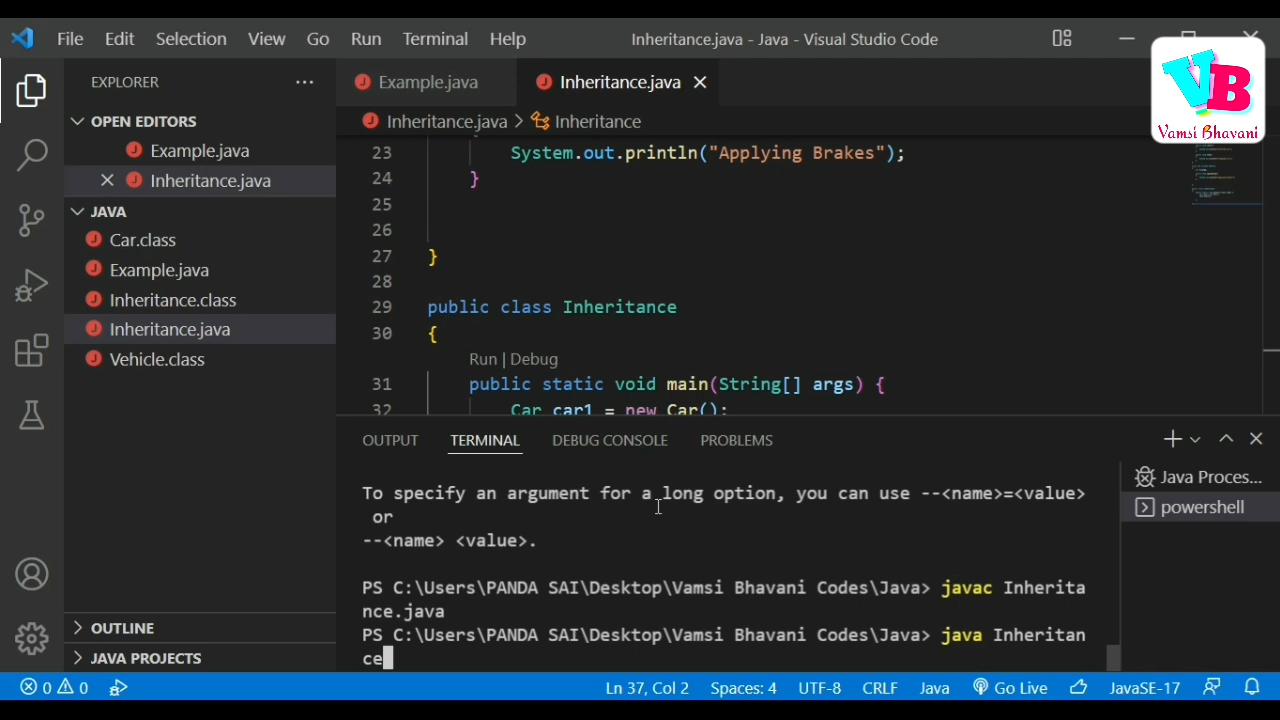 File Edit Selection View Go Run Terminal Help Inheritance.java - Java - Visual Studio Code
VB
Vamsi Bhavani
EXPLORER ...
OPEN EDITORS
Example.java
Inheritance.java
JAVA
Car.class
Example.java
Inheritance.class
Inheritance.java
Vehicle.class
OUTLINE
JAVA PROJECTS
Example.java Inheritance.java
Inheritance.java > Inheritance
23 System.out.println("Applying Brakes");
24 }
25
26
27 }
28
29 public class Inheritance
30 {
Run | Debug
31 public static void main(String[] args) {
32 Car car1 = new Car();
OUTPUT TERMINAL DEBUG CONSOLE PROBLEMS
To specify an argument for a long option, you can use --<name>=<value>
or
--<name> <value>.
PS C:\Users\PANDA SAI\Desktop\Vamsi Bhavani Codes\Java> javac Inherita
nce.java
PS C:\Users\PANDA SAI\Desktop\Vamsi Bhavani Codes\Java> java Inheritan
ce
Java Proces...
powershell
0 0 Ln 37, Col 2 Spaces: 4 UTF-8 CRLF Java Go Live JavaSE-17